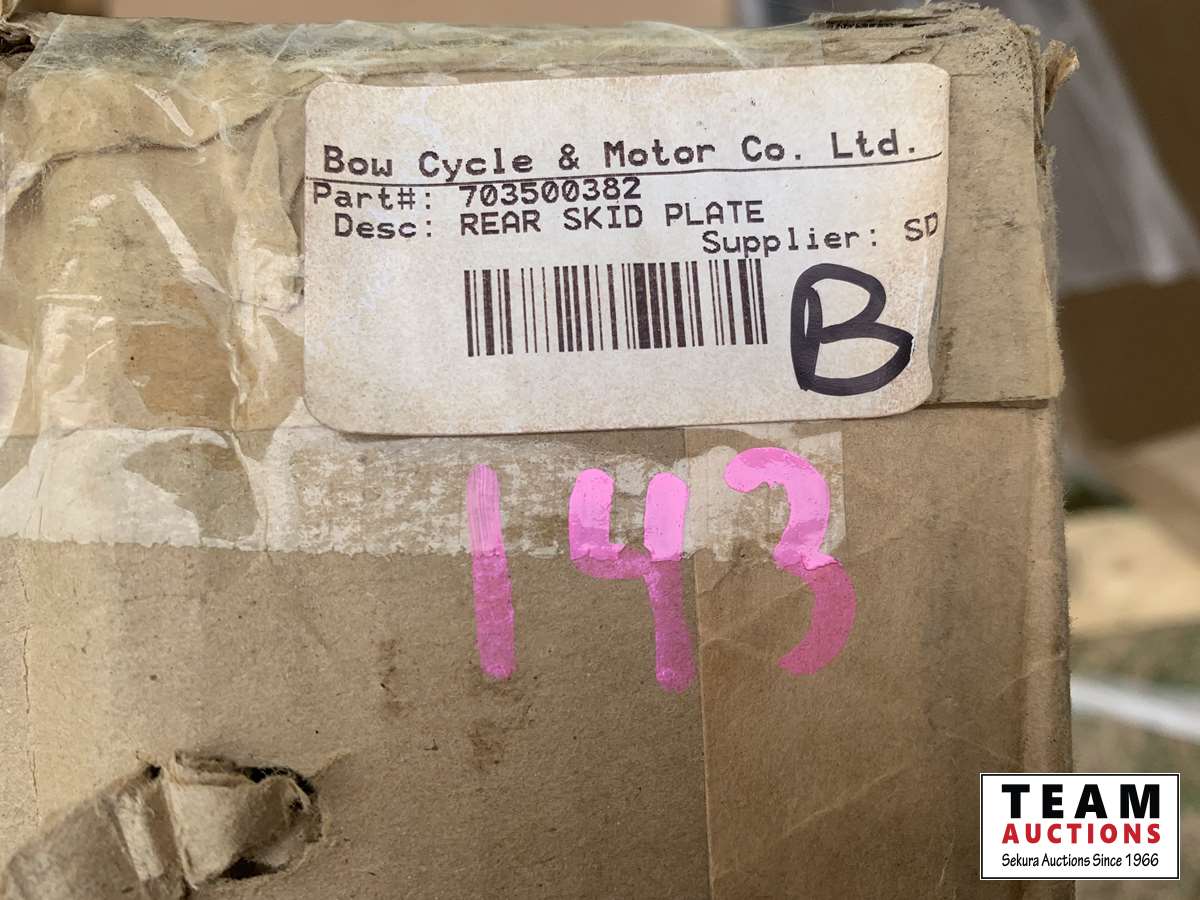 Bow Cycle & Motor Co. Ltd.
Part#: 703500382
Desc: REAR SKID PLATE
Supplier: SD
B
143
TEAM
AUCTIONS
Sekura Auctions Since 1966